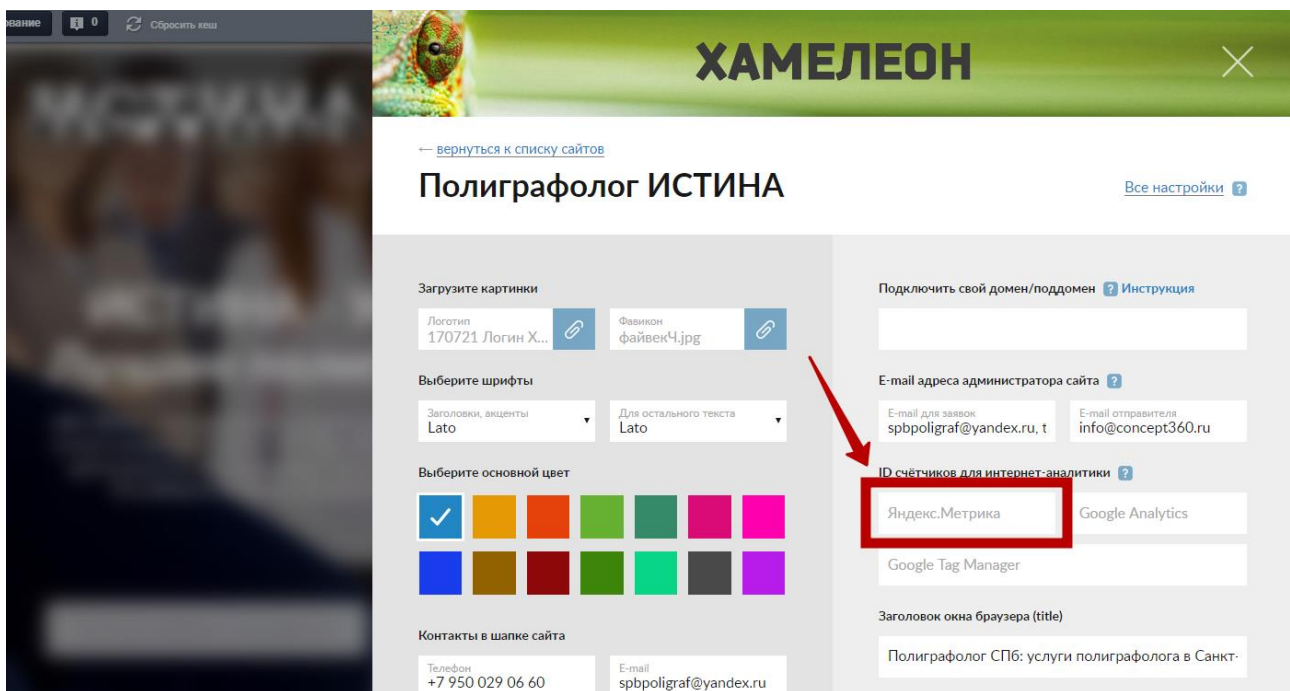 ование
0
Сбросить кеш
ХАМЕЛЕОН
← вернуться к списку сайтов
Полиграфолог ИСТИНА
Все настройки ?
Загрузите картинки
Логотип
170721 Логин Х...
Фавикон
файвекЧ.jpg
Выберите шрифты
Заголовки, акценты
Lato
Для остального текста
Lato
Выберите основной цвет
Контакты в шапке сайта
Телефон
+7 950 029 06 60
E-mail
spbpoligraf@yandex.ru
Подключить свой домен/поддомен ? Инструкция
E-mail адреса администратора сайта ?
E-mail для заявок
spbpoligraf@yandex.ru, t
E-mail отправителя
info@concept360.ru
ID счётчиков для интернет-аналитики ?
Яндекс.Метрика
Google Analytics
Google Tag Manager
Заголовок окна браузера (title)
Полиграфолог СПб: услуги полиграфолога в Санкт-